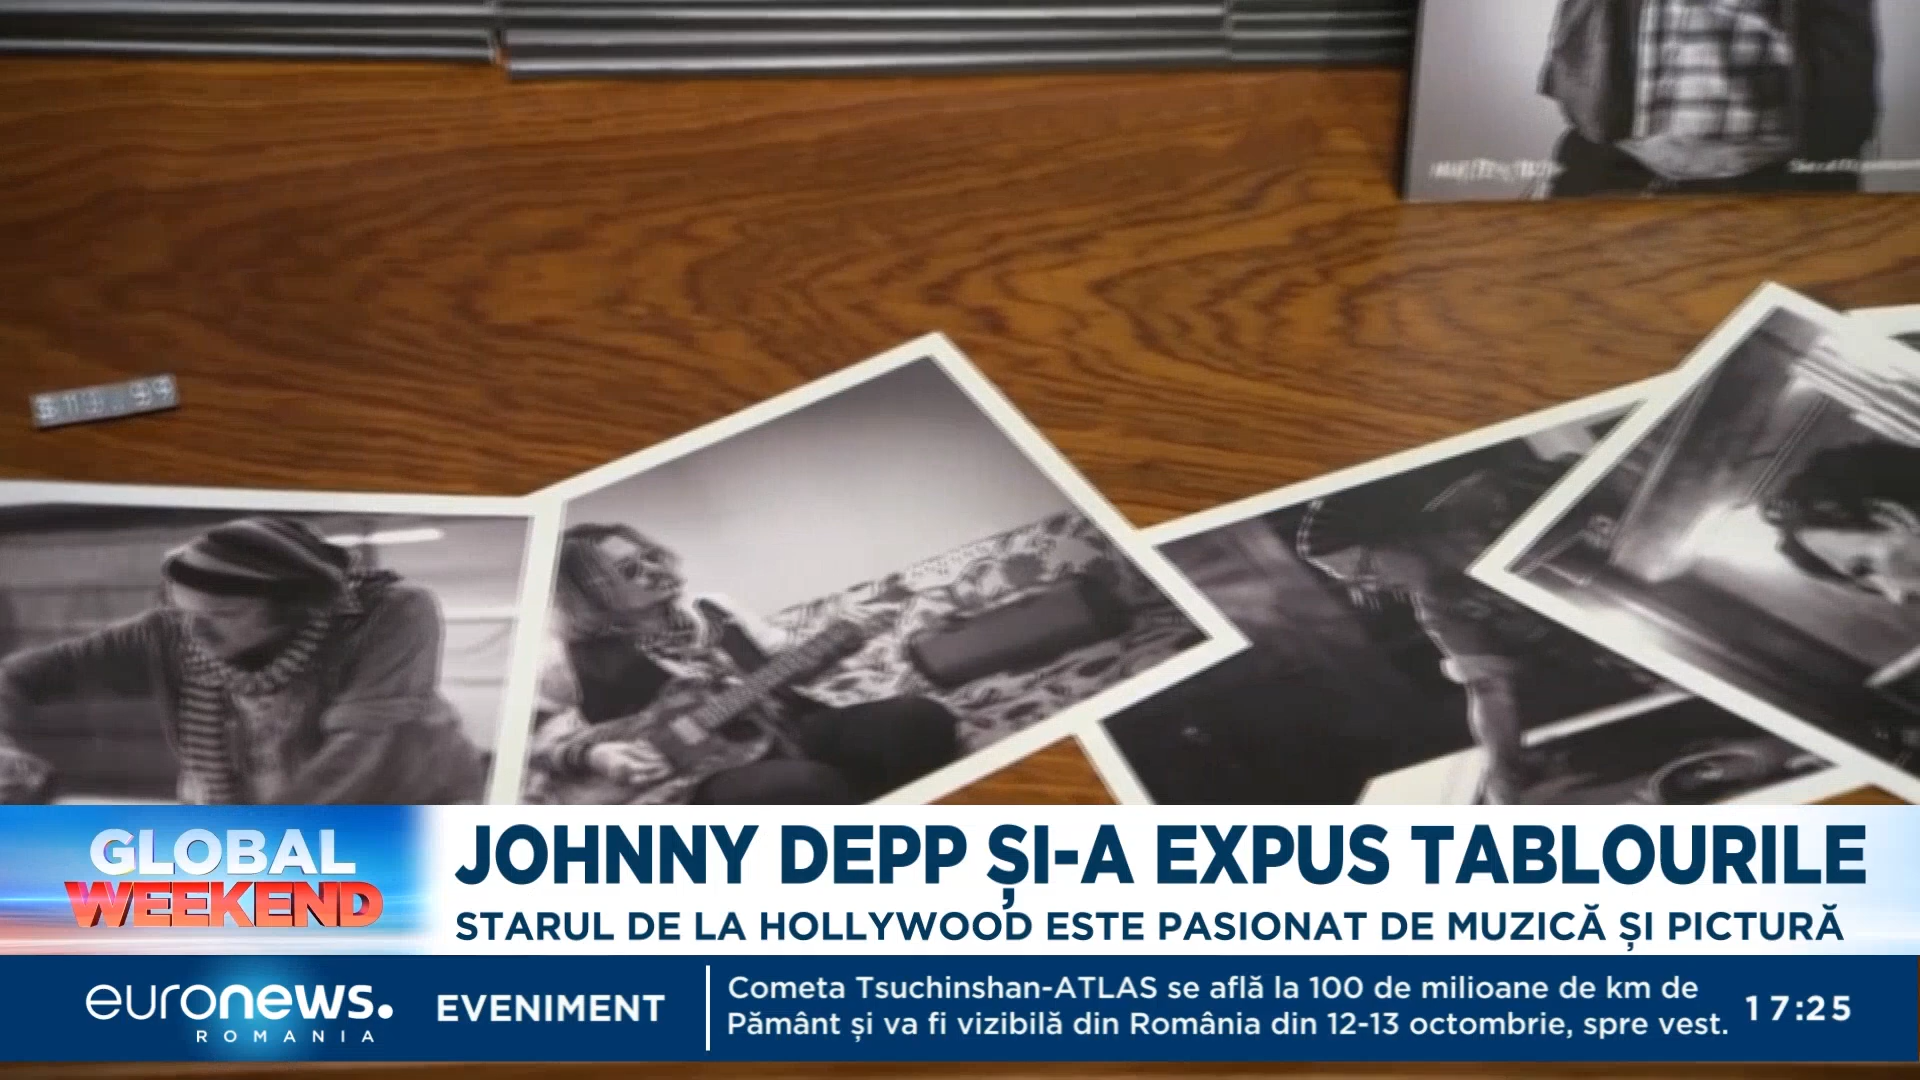 GLOBAL
WEEKEND
JOHNNY DEPP ȘI-A EXPUS TABLOURILE
STARUL DE LA HOLLYWOOD ESTE PASIONAT DE MUZICĂ ȘI PICTURĂ
euronews.
ROMANIA
EVENIMENT
Cometa Tsuchinshan-ATLAS se află la 100 de milioane de km de
Pământ și va fi vizibilă din România din 12-13 octombrie, spre vest.
17:25